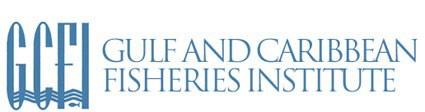 GCFI GULF AND CARIBBEAN
FISHERIES INSTITUTE